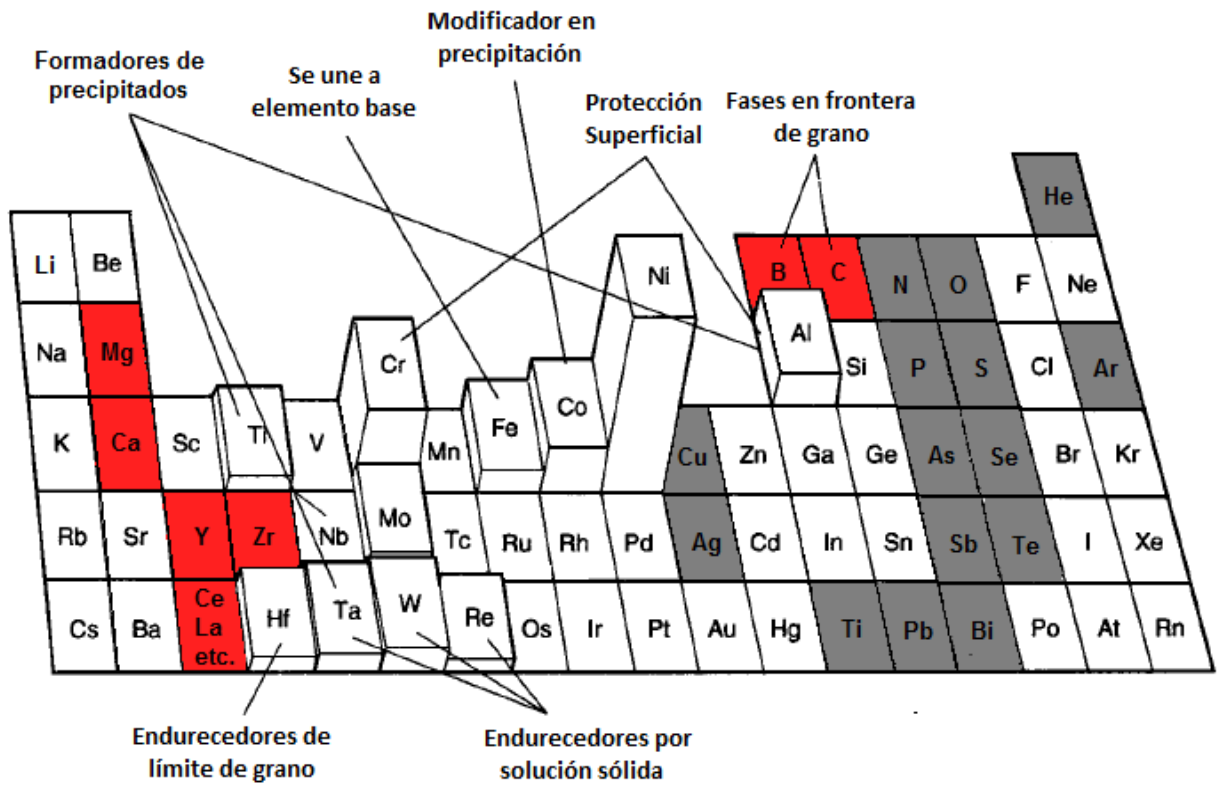 Modificador en
precipitación
Formadores de
precipitados
Se une a
elemento base
Protección
Superficial
Fases en frontera
de grano
He
Li Be B C N O F Ne
Na Mg Al Si P S Cl Ar
K Ca Sc Ti V Cr Mn Fe Co Ni Cu Zn Ga Ge As Se Br Kr
Rb Sr Y Zr Nb Mo Tc Ru Rh Pd Ag Cd In Sn Sb Te I Xe
Cs Ba Ce Hf Ta W Re Os Ir Pt Au Hg Ti Pb Bi Po At Rn
La
etc.
Endurecedores de
límite de grano
Endurecedores por
solución sólida